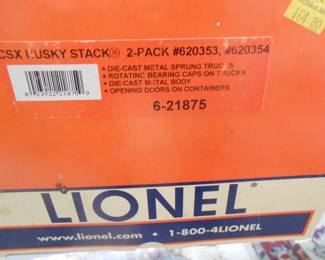 CSX HUSKY STACK® 2-PACK #620353, #620354
• DIE-CAST METAL SPRUNG TRUCKS
• ROTATING BEARING CAPS ON TRUCKS
• DIE-CAST METAL BODY
• OPENING DOORS ON CONTAINERS
6-21875
LIONEL®
www.lionel.com • 1-800-4LIONEL